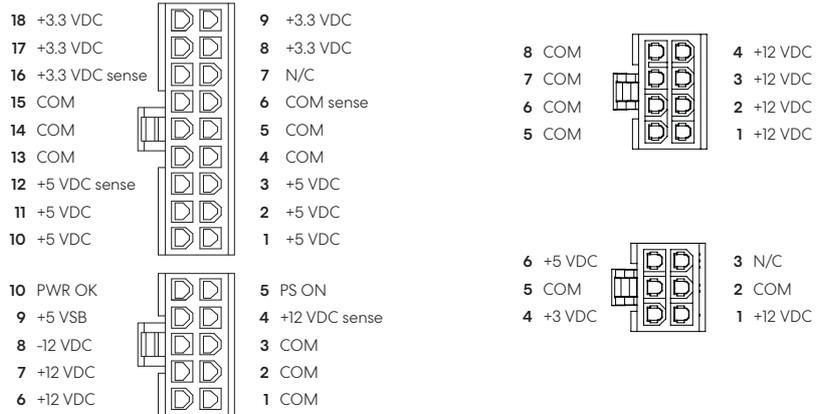 18 +3.3 VDC 9 +3.3 VDC
17 +3.3 VDC 8 +3.3 VDC
16 +3.3 VDC sense 7 N/C
15 COM 6 COM sense
14 COM 5 COM
13 COM 4 COM
12 +5 VDC sense 3 +5 VDC
11 +5 VDC 2 +5 VDC
10 +5 VDC 1 +5 VDC
10 PWR OK 5 PS ON
9 +5 VSB 4 +12 VDC sense
8 -12 VDC 3 COM
7 +12 VDC 2 COM
6 +12 VDC 1 COM
8 COM 4 +12 VDC
7 COM 3 +12 VDC
6 COM 2 +12 VDC
5 COM 1 +12 VDC
6 +5 VDC 3 N/C
5 COM 2 COM
4 +3 VDC 1 +12 VDC